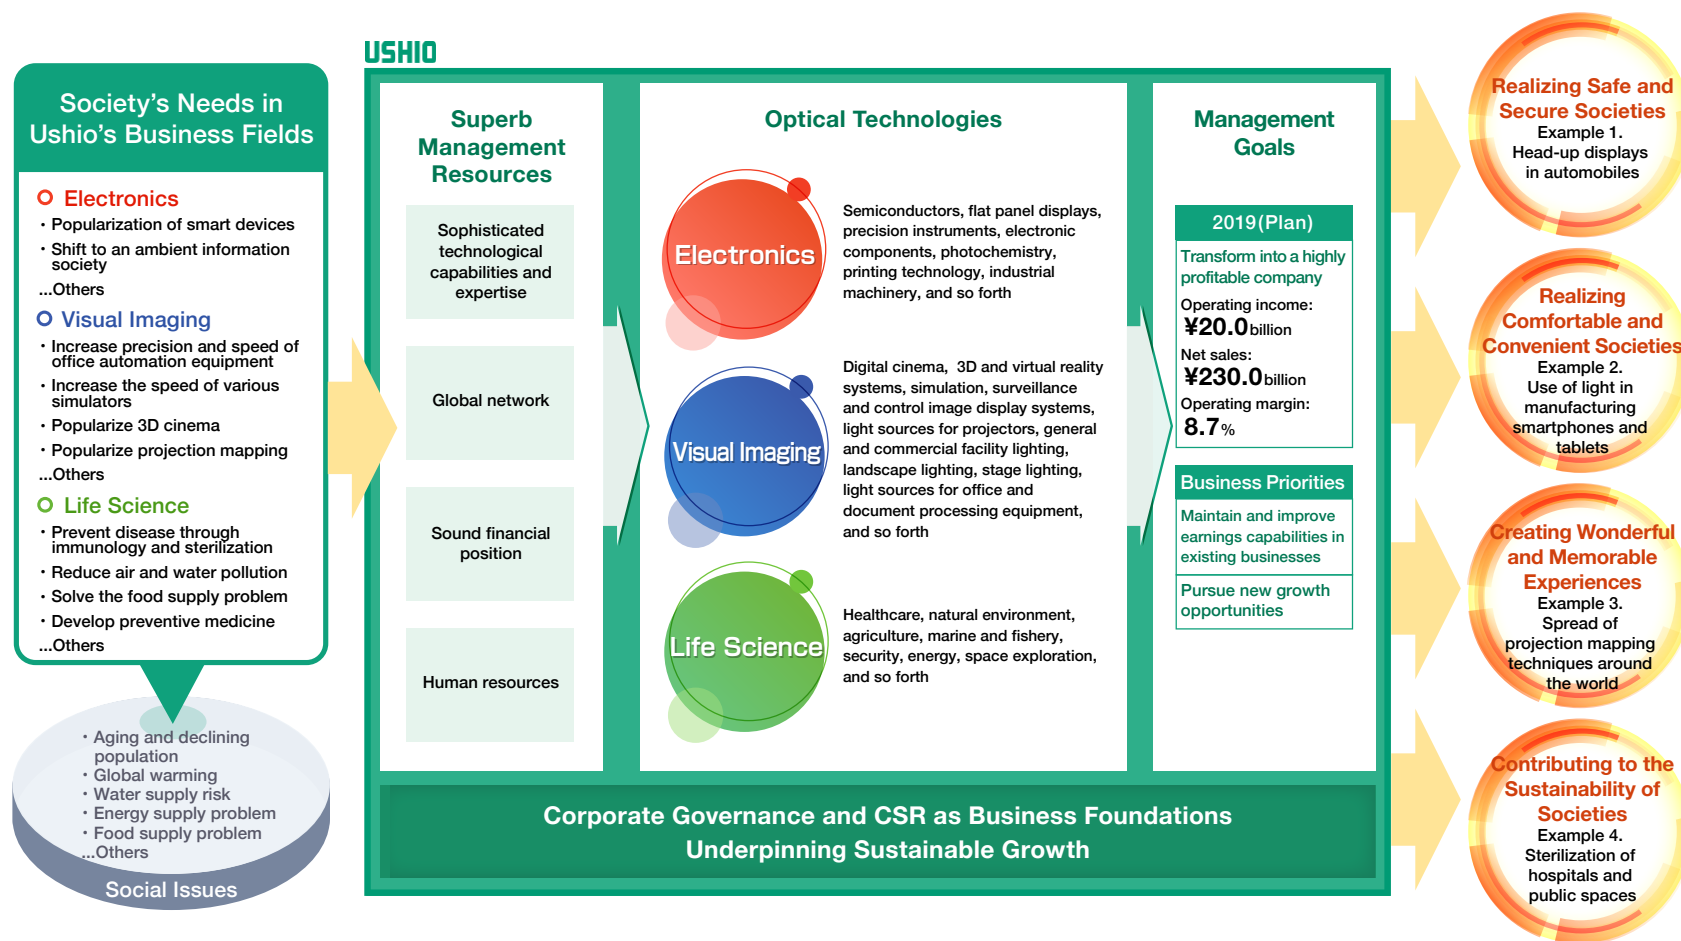 USHIO
Society's Needs in
Ushio's Business Fields
Electronics
・Popularization of smart devices
・Shift to an ambient information
society
...Others
Visual Imaging
・Increase precision and speed of
office automation equipment
・Increase the speed of various
simulators
・Popularize 3D cinema
・Popularize projection mapping
...Others
Life Science
・Prevent disease through
immunology and sterilization
・Reduce air and water pollution
・Solve the food supply problem
・Develop preventive medicine
...Others
・Aging and declining
population
・Global warming
・Water supply risk
・Energy supply problem
・Food supply problem
...Others
Social Issues
Superb
Management
Resources
Sophisticated
technological
capabilities and
expertise
Global network
Sound financial
position
Human resources
Optical Technologies
Electronics
Semiconductors, flat panel displays,
precision instruments, electronic
components, photochemistry,
printing technology, industrial
machinery, and so forth
Visual Imaging
Digital cinema, 3D and virtual reality
systems, simulation, surveillance
and control image display systems,
light sources for projectors, general
and commercial facility lighting,
landscape lighting, stage lighting,
light sources for office and
document processing equipment,
and so forth
Life Science
Healthcare, natural environment,
agriculture, marine and fishery,
security, energy, space exploration,
and so forth
Management
Goals
2019(Plan)
Transform into a highly
profitable company
Operating income:
¥20.0billion
Net sales:
¥230.0billion
Operating margin:
8.7%
Business Priorities
Maintain and improve
earnings capabilities in
existing businesses
Pursue new growth
opportunities
Corporate Governance and CSR as Business Foundations
Underpinning Sustainable Growth
Realizing Safe and
Secure Societies
Example 1.
Head-up displays
in automobiles
Realizing
Comfortable and
Convenient Societies
Example 2.
Use of light in
manufacturing
smartphones and
tablets
Creating Wonderful
and Memorable
Experiences
Example 3.
Spread of
projection mapping
techniques around
the world
Contributing to the
Sustainability of
Societies
Example 4.
Sterilization of
hospitals and
public spaces